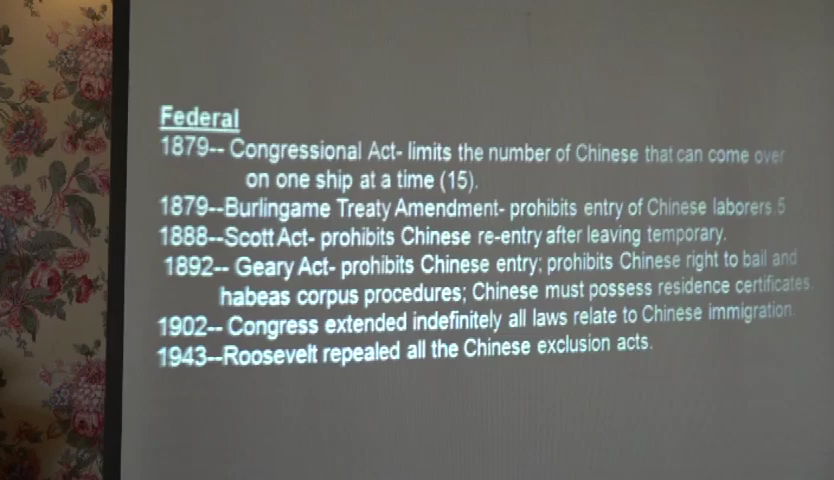 Federal
1879-- Congressional Act- limits the number of Chinese that can come over
on one ship at a time (15).
1879--Burlingame Treaty Amendment- prohibits entry of Chinese laborers.5
1888--Scott Act- prohibits Chinese re-entry after leaving temporary.
1892-- Geary Act- prohibits Chinese entry; prohibits Chinese right to bail and
habeas corpus procedures; Chinese must possess residence certificates.
1902-- Congress extended indefinitely all laws relate to Chinese immigration.
1943--Roosevelt repealed all the Chinese exclusion acts.